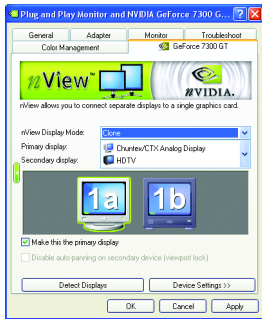 Plug and Play Monitor and NVIDIA GeForce 7300 G...
General
Adapter
Monitor
Troubleshoot
Color Management
GeForce 7300 GT
nView™
nVIDIA.
nView allows you to connect separate displays to a single graphics card.
nView Display Mode:
Clone
Primary display:
Chuntex/CTX Analog Display
Secondary display:
HDTV
1a
1b
Make this the primary display
Disable auto-panning on secondary device (viewport lock)
Detect Displays
Device Settings >>
OK
Cancel
Apply